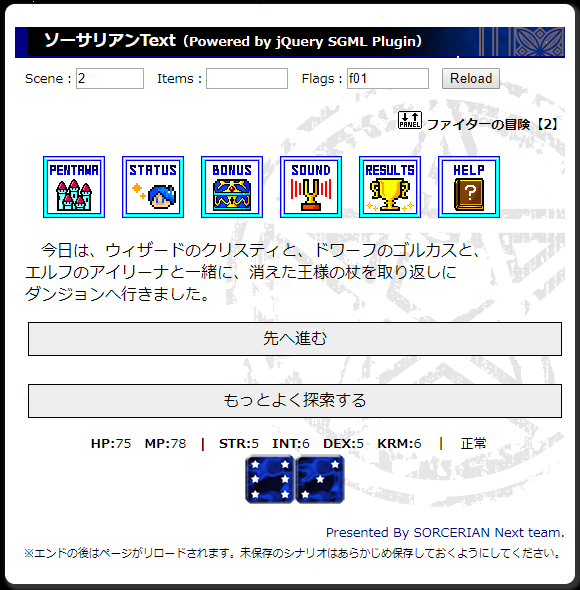 ソーサリアンText（Powered by jQuery SGML Plugin）
Scene : 2 Items : Flags : f01 Reload
PANEL ファイターの冒険【2】
PENTAWA STATUS BONUS SOUND RESULTS HELP
今日は、ウィザードのクリスティと、ドワーフのゴルカスと、
エルフのアイリーナと一緒に、消えた王様の杖を取り返しに
ダンジョンへ行きました。
先へ進む
もっとよく探索する
HP:75 MP:78 | STR:5 INT:6 DEX:5 KRM:6 | 正常
Presented By SORCERIAN Next team.
※エンドの後はページがリロードされます。未保存のシナリオはあらかじめ保存しておくようにしてください。